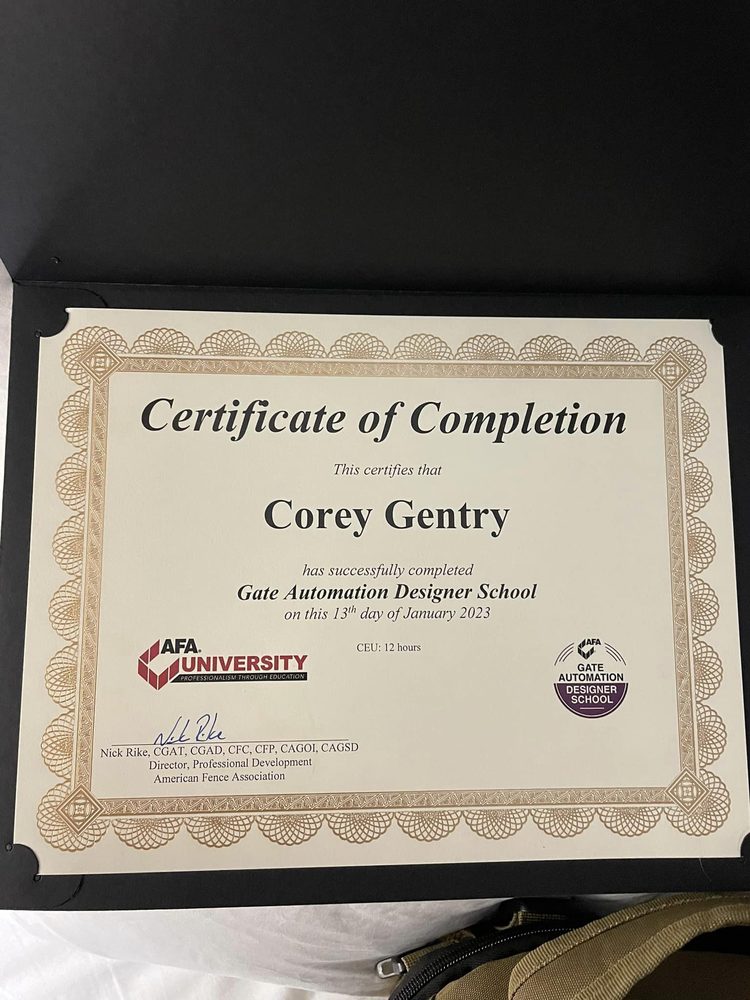 Certificate of Completion
This certifies that
Corey Gentry
has successfully completed
Gate Automation Designer School
on this 13th day of January 2023
CEU: 12 hours
AFA®
UNIVERSITY
PROFESSIONALISM THROUGH EDUCATION
AFA
GATE
AUTOMATION
DESIGNER
SCHOOL
Nick Rike
Nick Rike, CGAT, CGAD, CFC, CFP, CAGOI, CAGSD
Director, Professional Development
American Fence Association